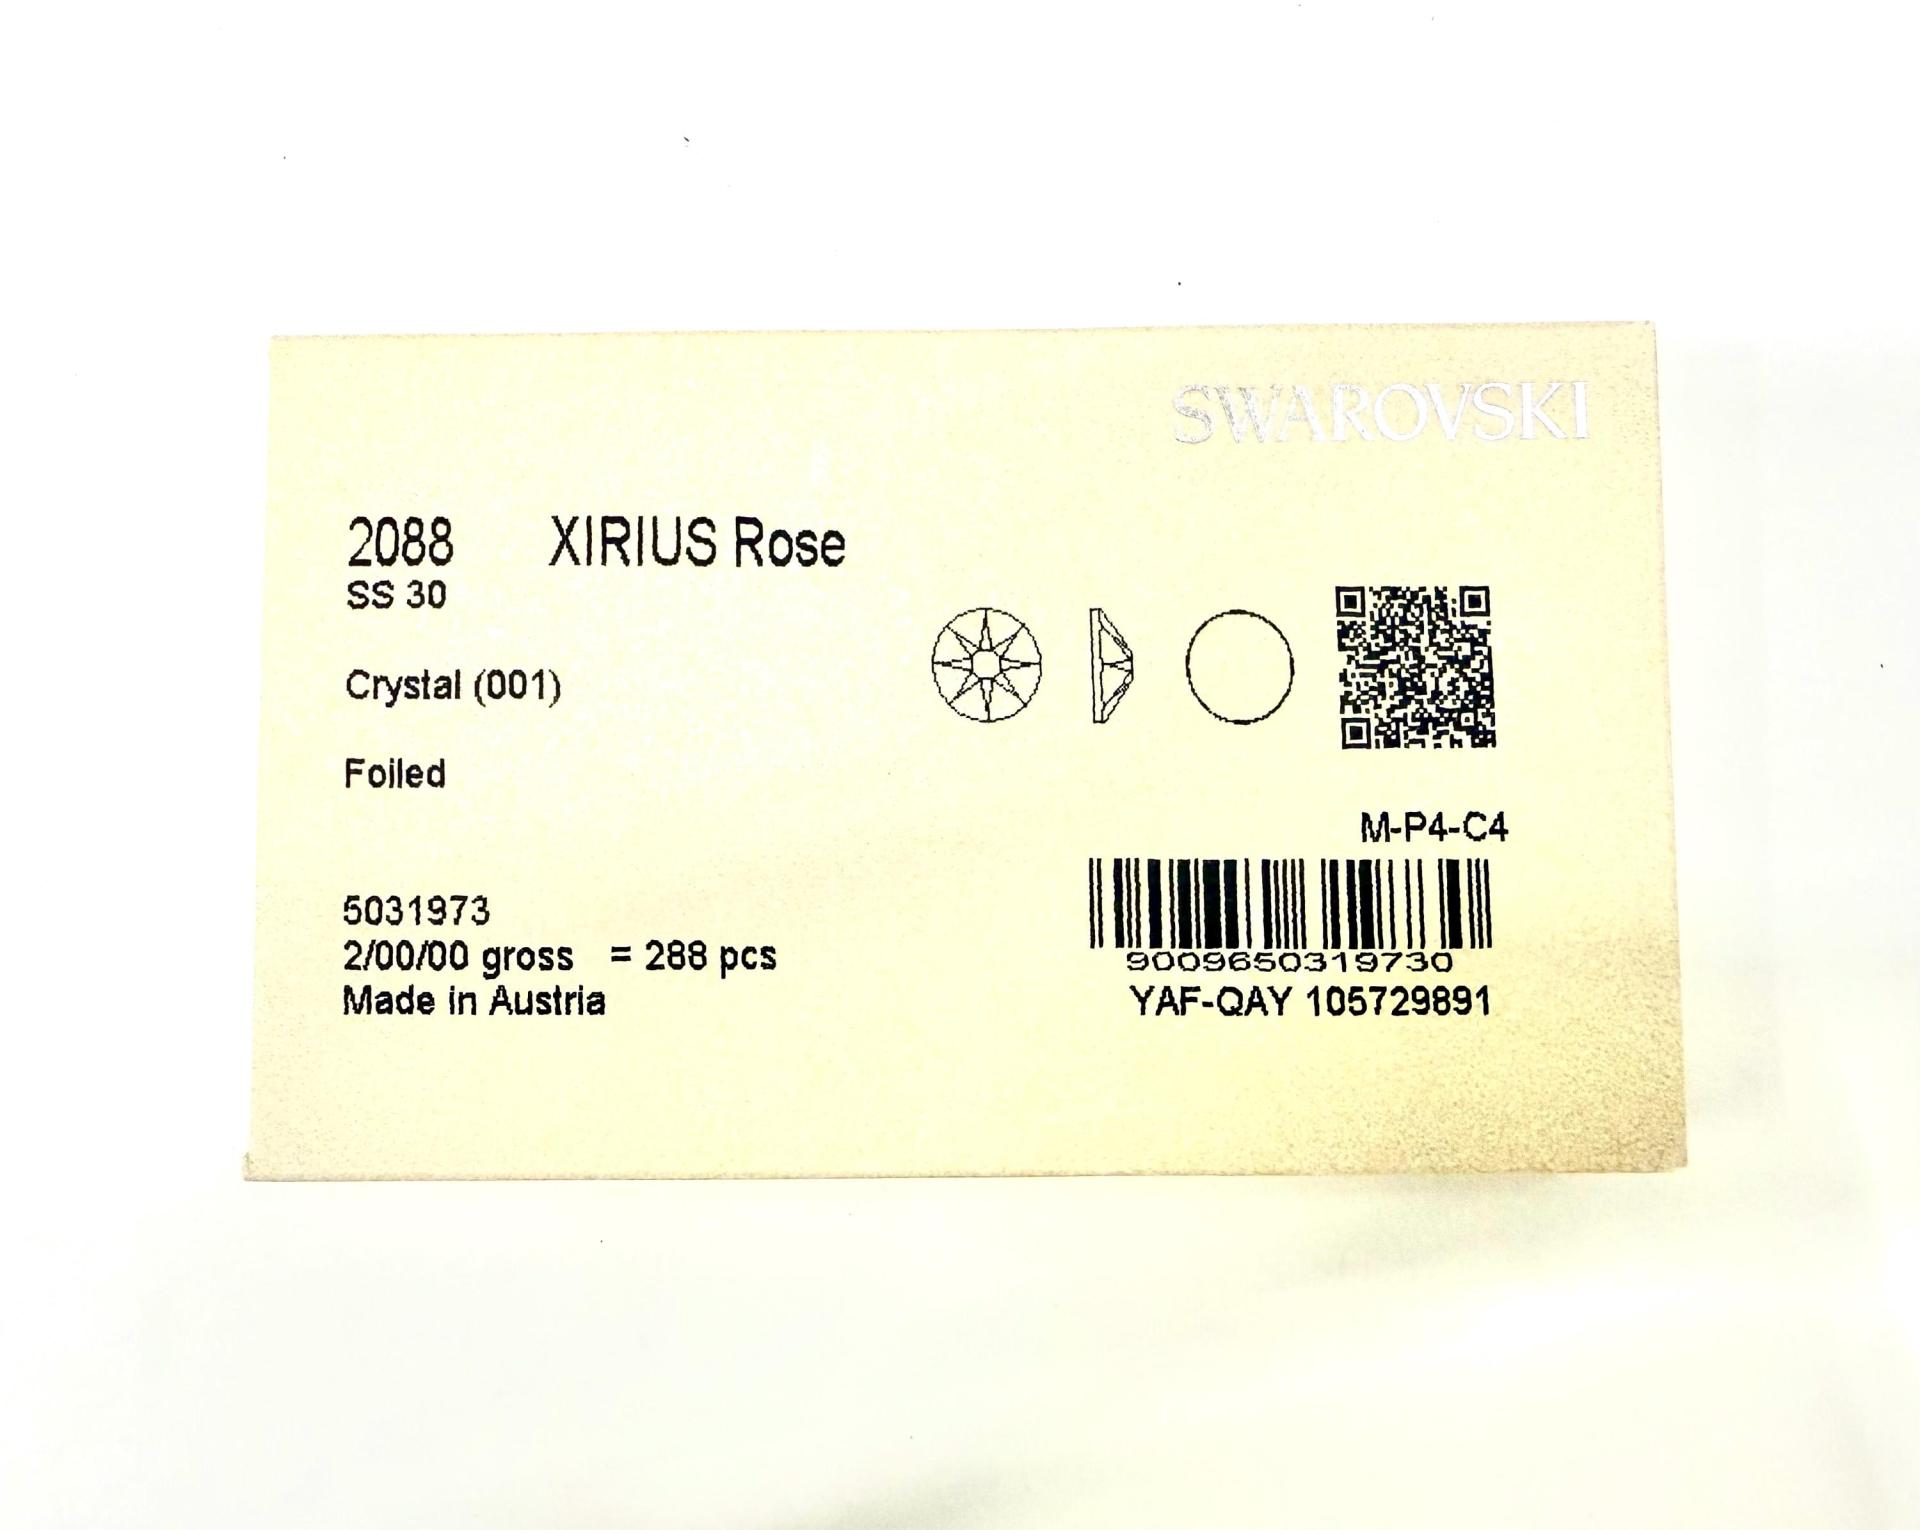 SWAROVSKI
2088 XIRIUS Rose
SS 30
Crystal (001)
Foiled
M-P4-C4
5031973
2/00/00 gross = 288 pcs
Made in Austria
9009650319730
YAF-QAY 105729891